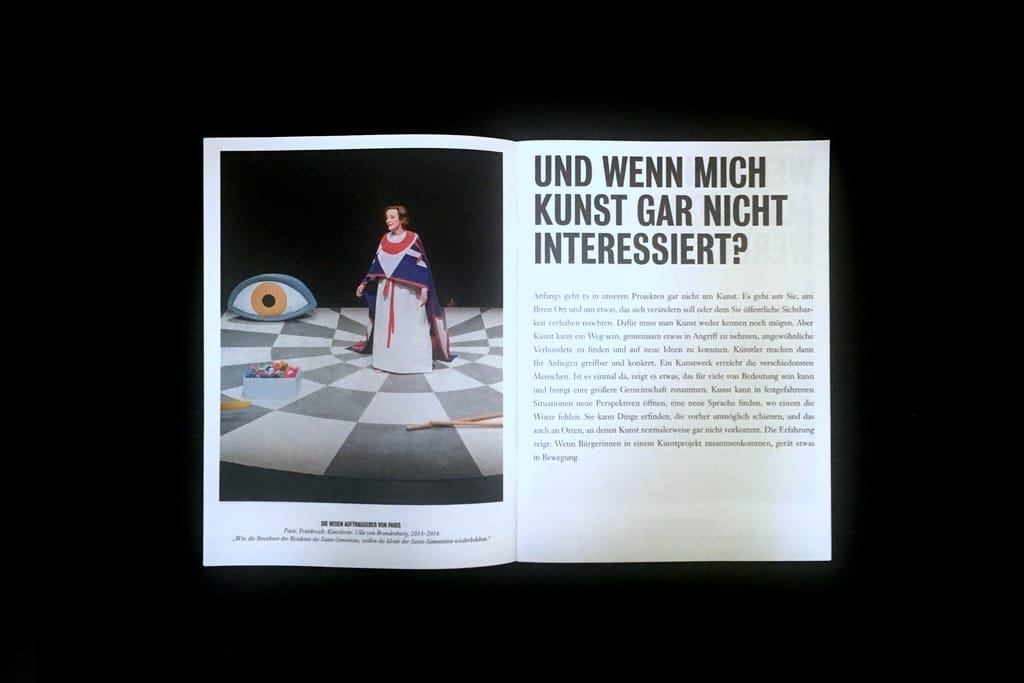 DIE NEUEN AUFTRAGGEBER VON PARIS
Paris, Frankreich; Künstlerin: Ulla von Brandenburg, 2015–2016
„Wir, die Bewohner der Résidence des Saint-Simoniens, wollen die Ideale der Saint-Simonisten wiederbeleben.“
UND WENN MICH
KUNST GAR NICHT
INTERESSIERT?
Anfangs geht es in unseren Projekten gar nicht um Kunst. Es geht um Sie, um
Ihren Ort und um etwas, das sich verändern soll oder dem Sie öffentliche Sichtbar-
keit verleihen möchten. Dafür muss man Kunst weder kennen noch mögen. Aber
Kunst kann ein Weg sein, gemeinsam etwas in Angriff zu nehmen, ungewöhnliche
Verbündete zu finden und auf neue Ideen zu kommen. Künstler machen dann
Ihr Anliegen greifbar und konkret. Ein Kunstwerk erreicht die verschiedensten
Menschen. Ist es einmal da, zeigt es etwas, das für viele von Bedeutung sein kann
und bringt eine größere Gemeinschaft zusammen. Kunst kann in festgefahrenen
Situationen neue Perspektiven öffnen, eine neue Sprache finden, wo einem die
Worte fehlen. Sie kann Dinge erfinden, die vorher unmöglich schienen, und das
auch an Orten, an denen Kunst normalerweise gar nicht vorkommt. Die Erfahrung
zeigt: Wenn Bürgerinnen in einem Kunstprojekt zusammenkommen, gerät etwas
in Bewegung.